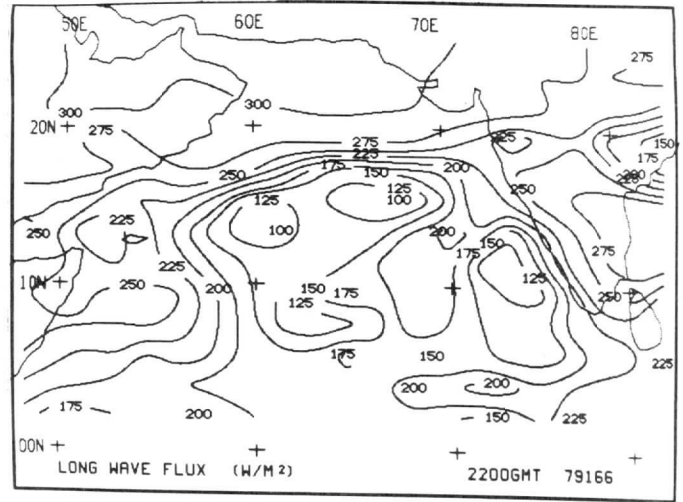 50E 60E 70E 80E
275
300 300
20N 275
275 225 150
225 175
175 150 200 200
250 125 250 225
125 100
225 100 200
250 150 275
225 175
10N 250 200 150 175 125 250
125
175 150 225
200 200
175 200 150 225
00N
LONG WAVE FLUX (W/M²) 2200GMT 79166